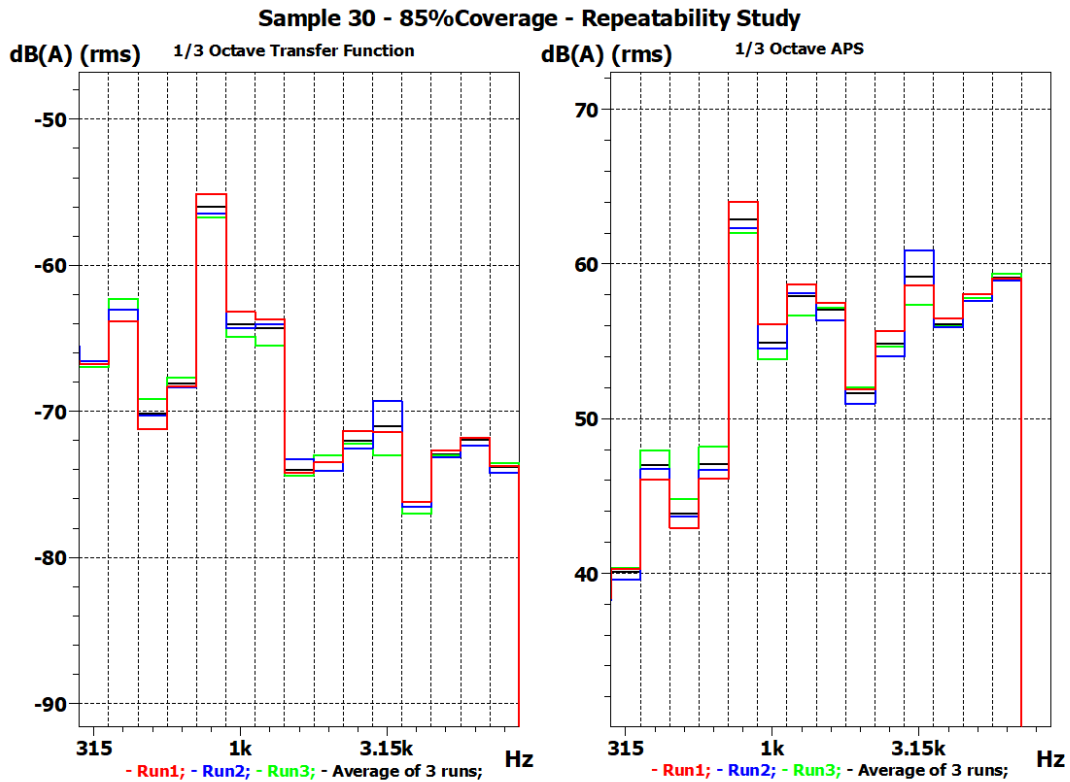 Sample 30 - 85%Coverage - Repeatability Study
dB(A) (rms)
1/3 Octave Transfer Function
-50
-60
-70
-80
-90
315
1k
3.15k
Hz
- Run1; - Run2; - Run3; - Average of 3 runs;
dB(A) (rms)
1/3 Octave APS
70
60
50
40
315
1k
3.15k
Hz
- Run1; - Run2; - Run3; - Average of 3 runs;